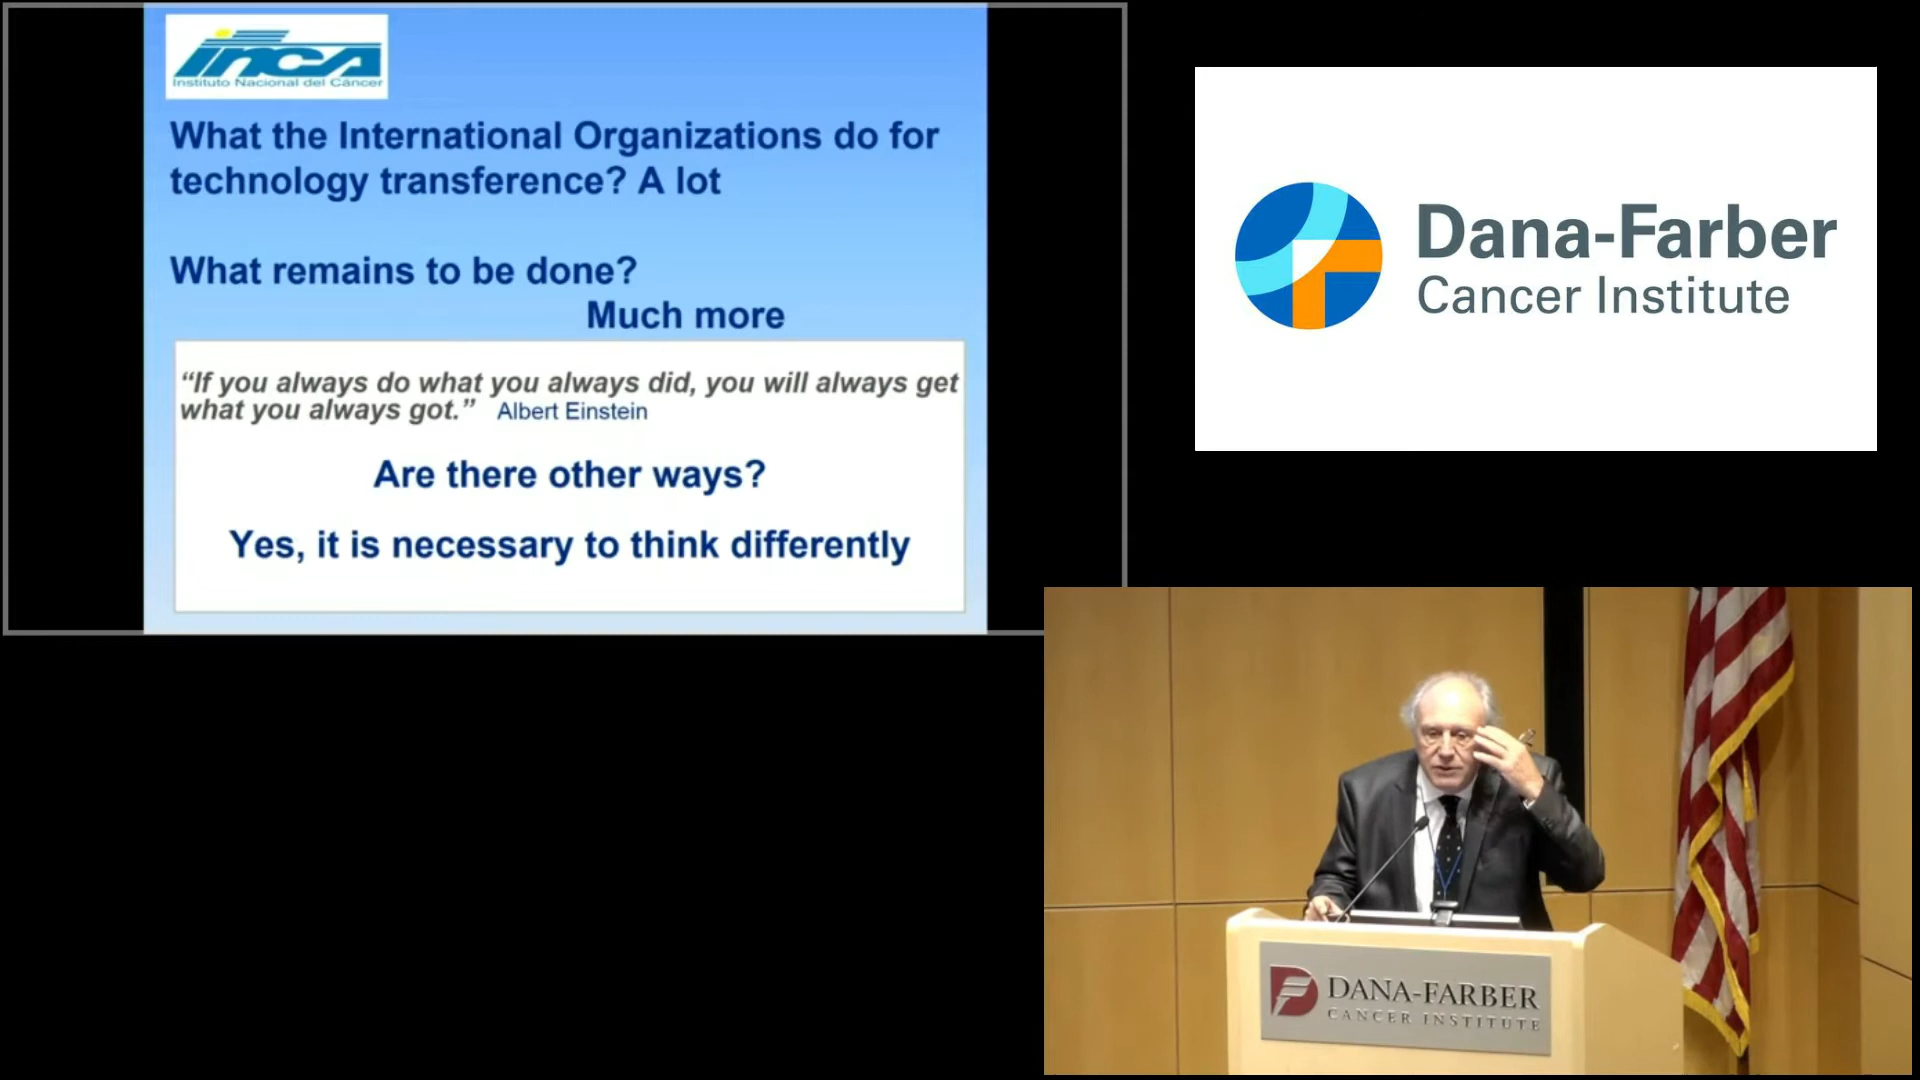 inca
Instituto Nacional del Câncer
What the International Organizations do for
technology transference? A lot
What remains to be done?
Much more
“If you always do what you always did, you will always get
what you always got.” Albert Einstein
Are there other ways?
Yes, it is necessary to think differently
Dana-Farber
Cancer Institute
DANA-FARBER
CANCER INSTITUTE